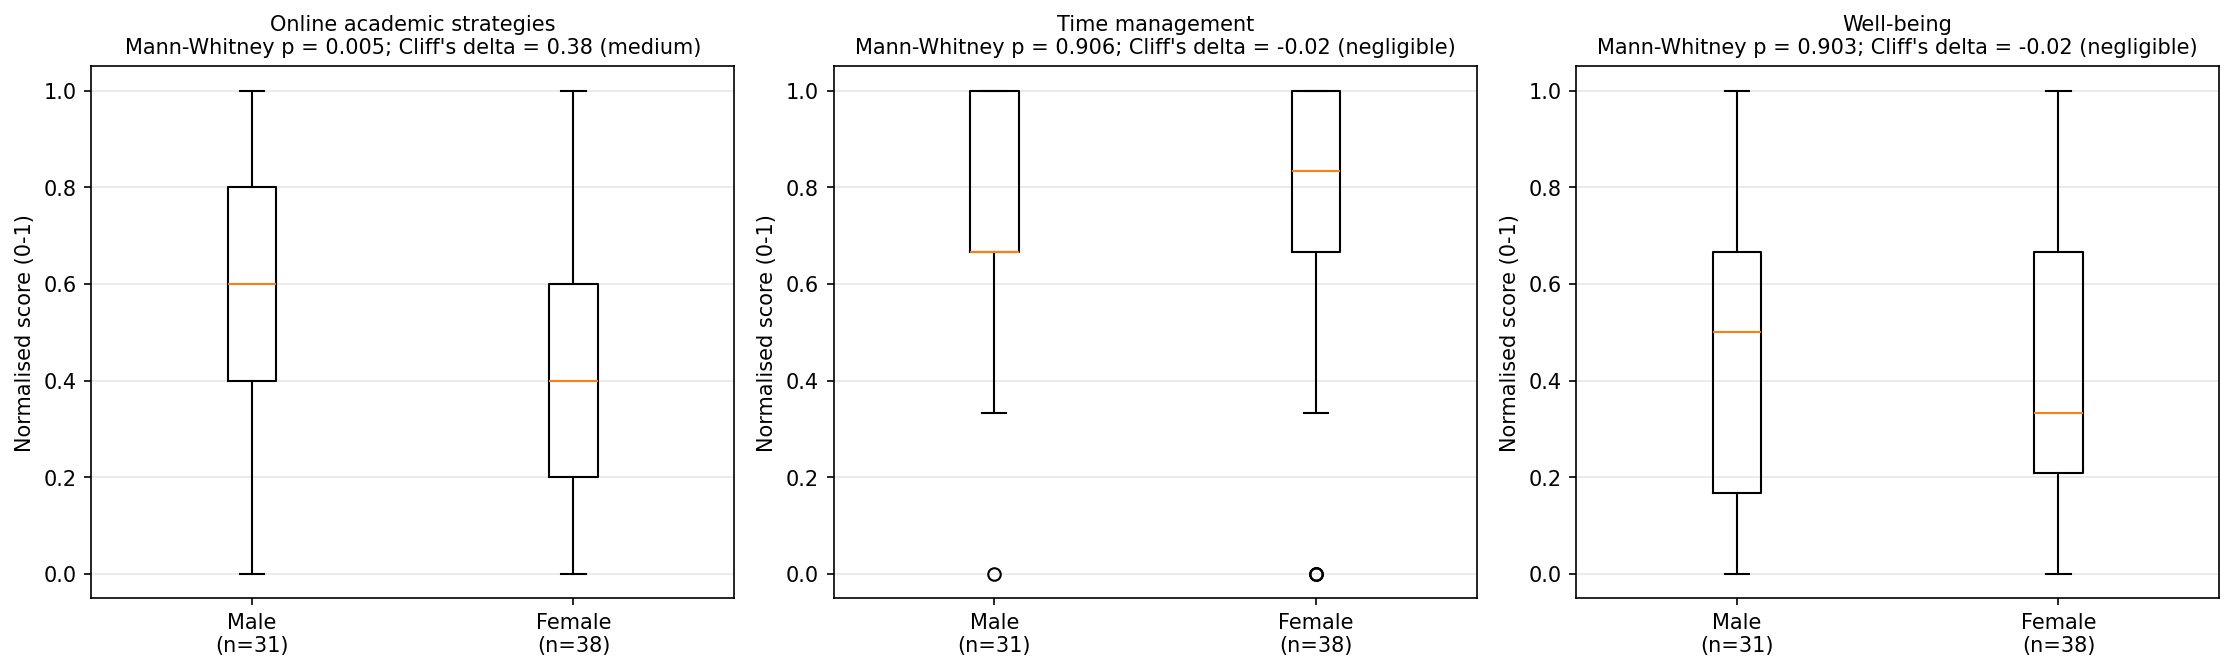 Online academic strategies
Mann-Whitney p = 0.005; Cliff's delta = 0.38 (medium)
Normalised score (0-1)
1.0
0.8
0.6
0.4
0.2
0.0
Male
(n=31)
Female
(n=38)
Time management
Mann-Whitney p = 0.906; Cliff's delta = -0.02 (negligible)
Normalised score (0-1)
1.0
0.8
0.6
0.4
0.2
0.0
Male
(n=31)
Female
(n=38)
Well-being
Mann-Whitney p = 0.903; Cliff's delta = -0.02 (negligible)
Normalised score (0-1)
1.0
0.8
0.6
0.4
0.2
0.0
Male
(n=31)
Female
(n=38)